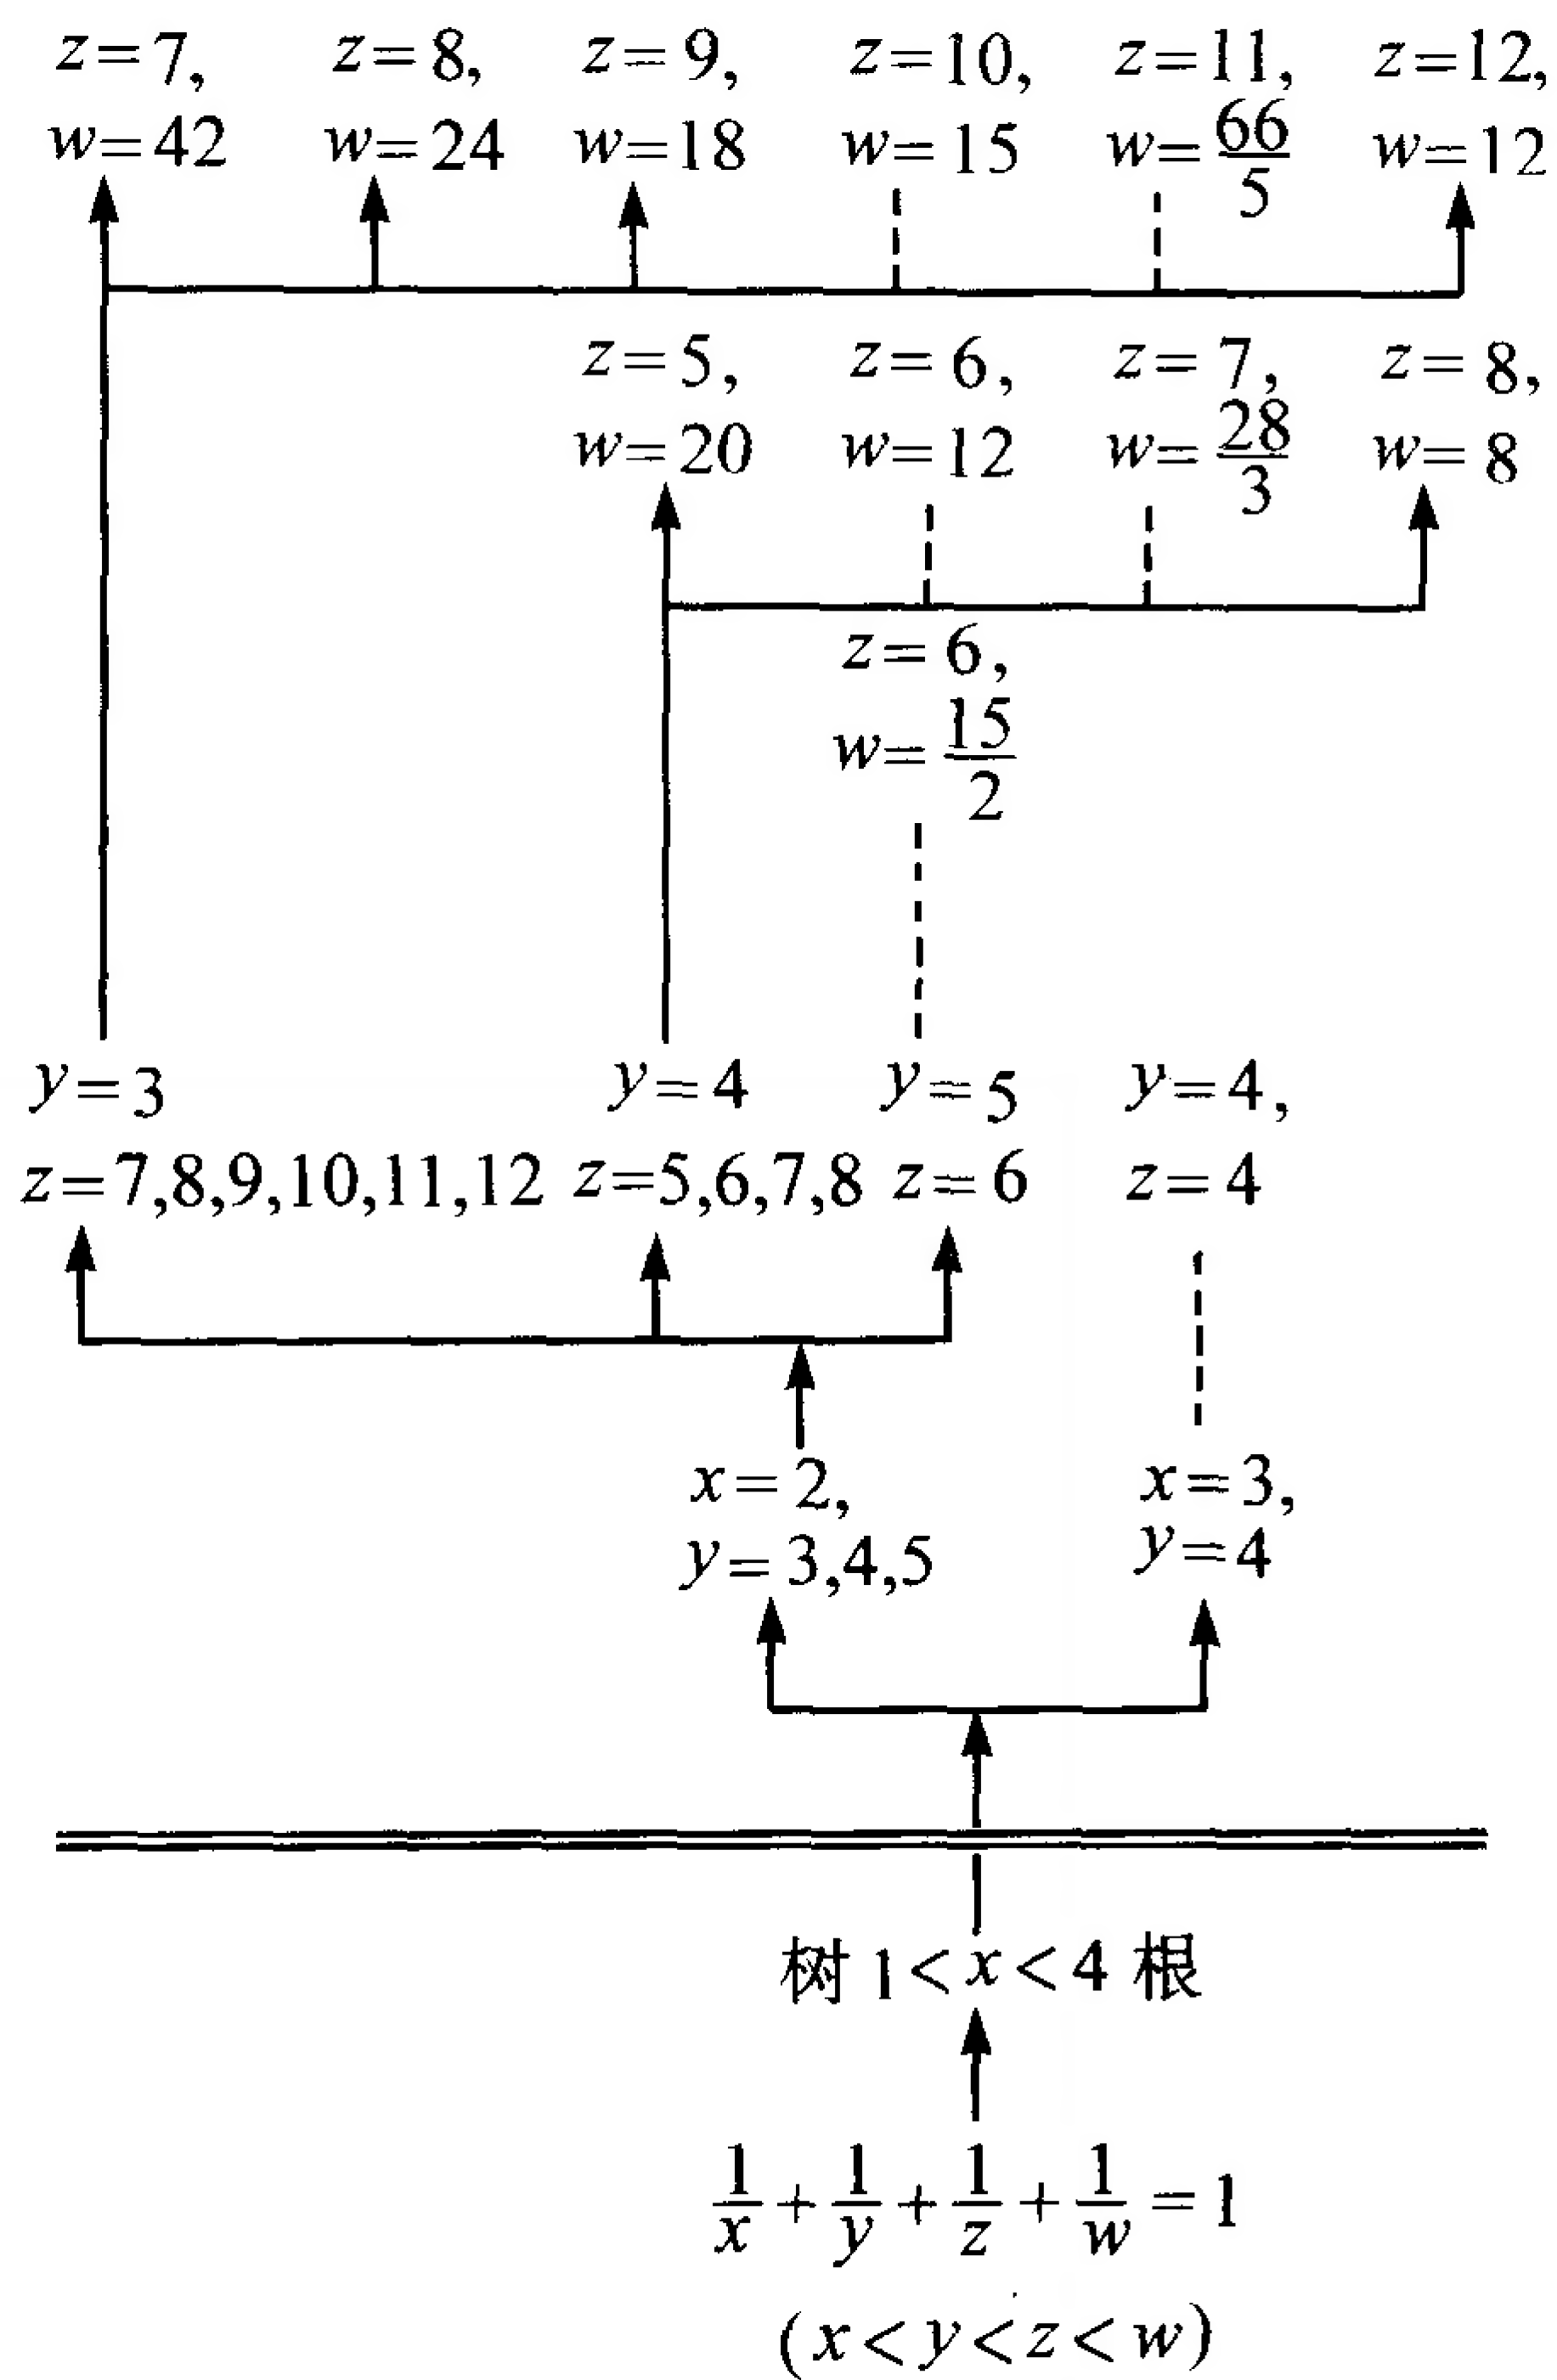 z=7, z=8, z=9, z=10, z=11, z=12,
w=42 w=24 w=18 w=15 w=66/5 w=12
z=5, z=6, z=7, z=8,
w=20 w=12 w=28/3 w=8
z=6,
w=15/2
y=3 y=4 y=5 y=4,
z=7,8,9,10,11,12 z=5,6,7,8 z=6 z=4
x=2, x=3,
y=3,4,5 y=4
树 1<x<4 根
1/x+1/y+1/z+1/w=1
(x<y<z<w)